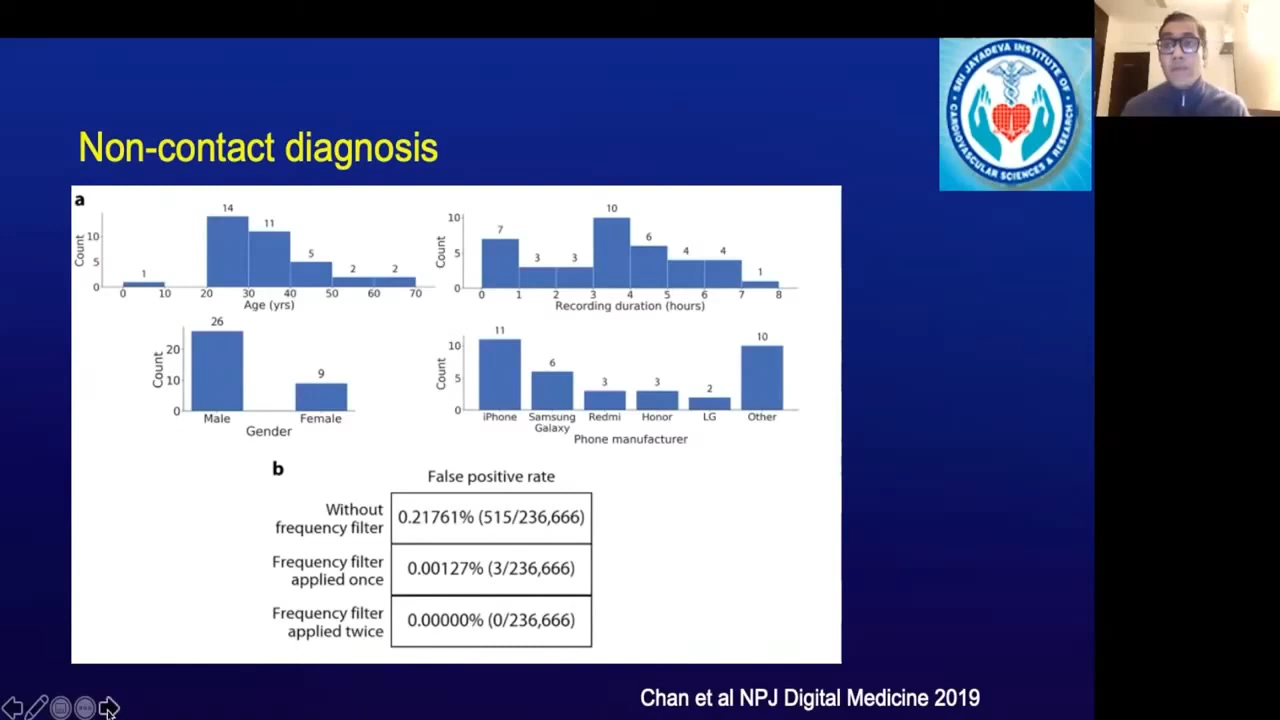 SRI JAYADEVA INSTITUTE OF
CARDIOVASCULAR SCIENCES & RESEARCH
Non-contact diagnosis
a
Count
10
5
0
1
14
11
5
2
2
0 10 20 30 40 50 60 70
Age (yrs)
Count
10
5
0
7
3
3
10
6
4
4
1
0 1 2 3 4 5 6 7 8
Recording duration (hours)
Count
20
10
0
26
9
Male Female
Gender
Count
10
5
0
11
6
3
3
2
10
iPhone Samsung Redmi Honor LG Other
Galaxy
Phone manufacturer
b
False positive rate
Without
frequency filter
0.21761% (515/236,666)
Frequency filter
applied once
0.00127% (3/236,666)
Frequency filter
applied twice
0.00000% (0/236,666)
Chan et al NPJ Digital Medicine 2019